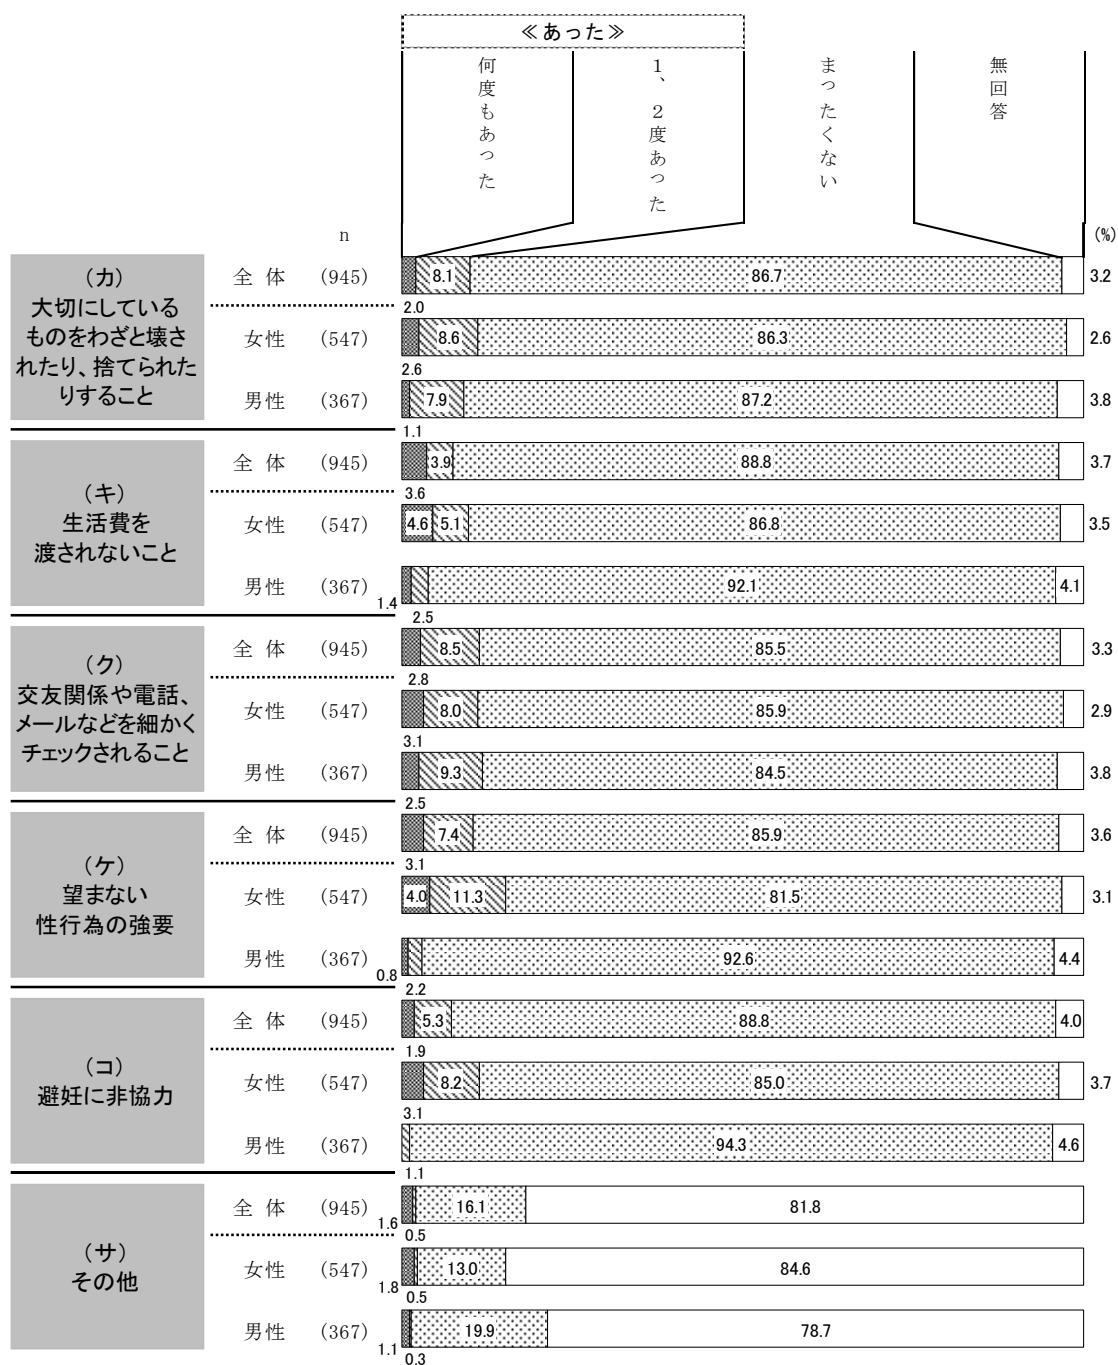 ≪あった≫
何度もあった
1、2度あった
まったくない
無回答
n
(%)
(カ)
大切にしている
ものをわざと壊さ
れたり、捨てられた
りすること
全 体 (945) 8.1 86.7 3.2
2.0
女性 (547) 8.6 86.3 2.6
2.6
男性 (367) 7.9 87.2 3.8
1.1
(キ)
生活費を
渡されないこと
全 体 (945) 3.9 88.8 3.7
3.6
女性 (547) 4.6 5.1 86.8 3.5
男性 (367) 1.4 92.1 4.1
2.5
(ク)
交友関係や電話、
メールなどを細かく
チェックされること
全 体 (945) 8.5 85.5 3.3
2.8
女性 (547) 8.0 85.9 2.9
3.1
男性 (367) 9.3 84.5 3.8
2.5
(ケ)
望まない
性行為の強要
全 体 (945) 7.4 85.9 3.6
3.1
女性 (547) 4.0 11.3 81.5 3.1
男性 (367) 0.8 92.6 4.4
2.2
(コ)
避妊に非協力
全 体 (945) 5.3 88.8 4.0
1.9
女性 (547) 8.2 85.0 3.7
3.1
男性 (367) 94.3 4.6
1.1
(サ)
その他
全 体 (945) 1.6 16.1 81.8
0.5
女性 (547) 1.8 13.0 84.6
0.5
男性 (367) 1.1 19.9 78.7
0.3